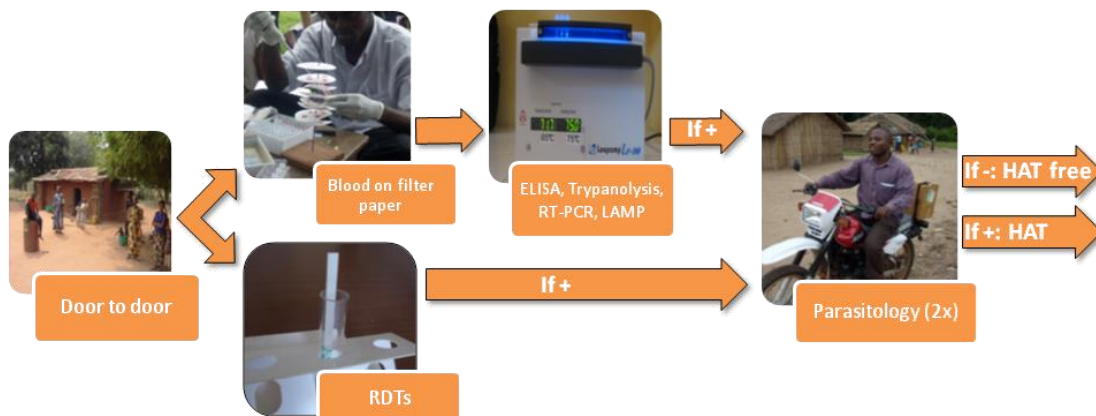 Door to door
Blood on filter
paper
RDTs
ELISA, Trypanolysis,
RT-PCR, LAMP
If +
If +
Parasitology (2x)
If -: HAT free
If +: HAT